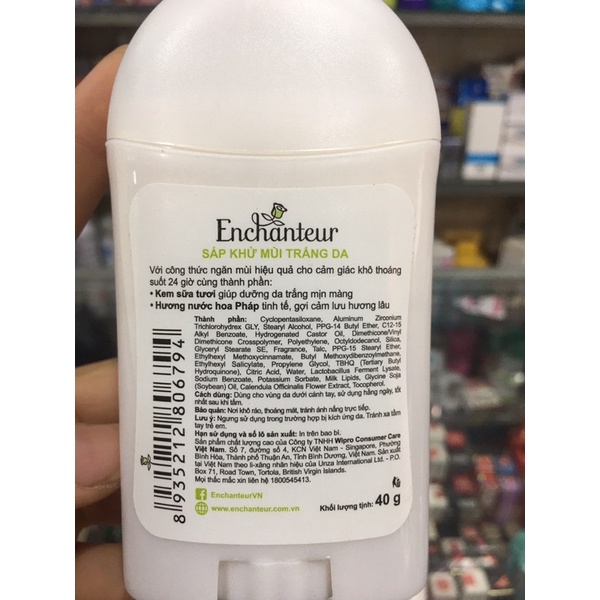 Enchanteur
SÁP KHỬ MÙI TRẮNG DA
Với công thức ngăn mùi hiệu quả cho cảm giác khô thoáng
suốt 24 giờ cùng thành phần:
• Kem sữa tươi giúp dưỡng da trắng mịn màng
• Hương nước hoa Pháp tinh tế, gợi cảm lưu hương lâu
Thành phần: Cyclopentasiloxane, Aluminum Zirconium
Trichlorohydrex GLY, Stearyl Alcohol, PPG-14 Butyl Ether, C12-15
Alkyl Benzoate, Hydrogenated Castor Oil, Dimethicone/Vinyl
Dimethicone Crosspolymer, Polyethylene, Octyldodecanol, Silica,
Glyceryl Stearate SE, Fragrance, Talc, PPG-15 Stearyl Ether,
Ethylhexyl Methoxycinnamate, Butyl Methoxydibenzoylmethane,
Ethylhexyl Salicylate, Propylene Glycol, TBHQ (Tertiary Butyl
Hydroquinone), Citric Acid, Water, Lactobacillus Ferment Lysate,
Sodium Benzoate, Potassium Sorbate, Milk Lipids, Glycine Soja
(Soybean) Oil, Calendula Officinalis Flower Extract, Tocopherol.
Cách dùng: Dùng cho vùng da dưới cánh tay, sử dụng hằng ngày, tốt
nhất sau khi tắm.
Bảo quản: Nơi khô ráo, thoáng mát, tránh ánh nắng trực tiếp.
Lưu ý: Ngưng sử dụng trong trường hợp bị kích ứng da. Tránh xa tầm
tay trẻ em.
Hạn sử dụng và số lô sản xuất: In trên bao bì.
Sản phẩm chất lượng cao của Công ty TNHH Wipro Consumer Care
Việt Nam. Số 7, đường số 4, KCN Việt Nam - Singapore, Phường
Bình Hòa, Thành phố Thuận An, Tỉnh Bình Dương, Việt Nam. Sản xuất
tại Việt Nam theo li-xăng nhãn hiệu của Unza International Ltd. - P.O.
Box 71, Road Town, Tortola, British Virgin Islands.
Mọi thắc mắc xin liên hệ 1800545413.
EnchanteurVN
www.enchanteur.com.vn
Khối lượng tịnh: 40 g
8 935212 806794